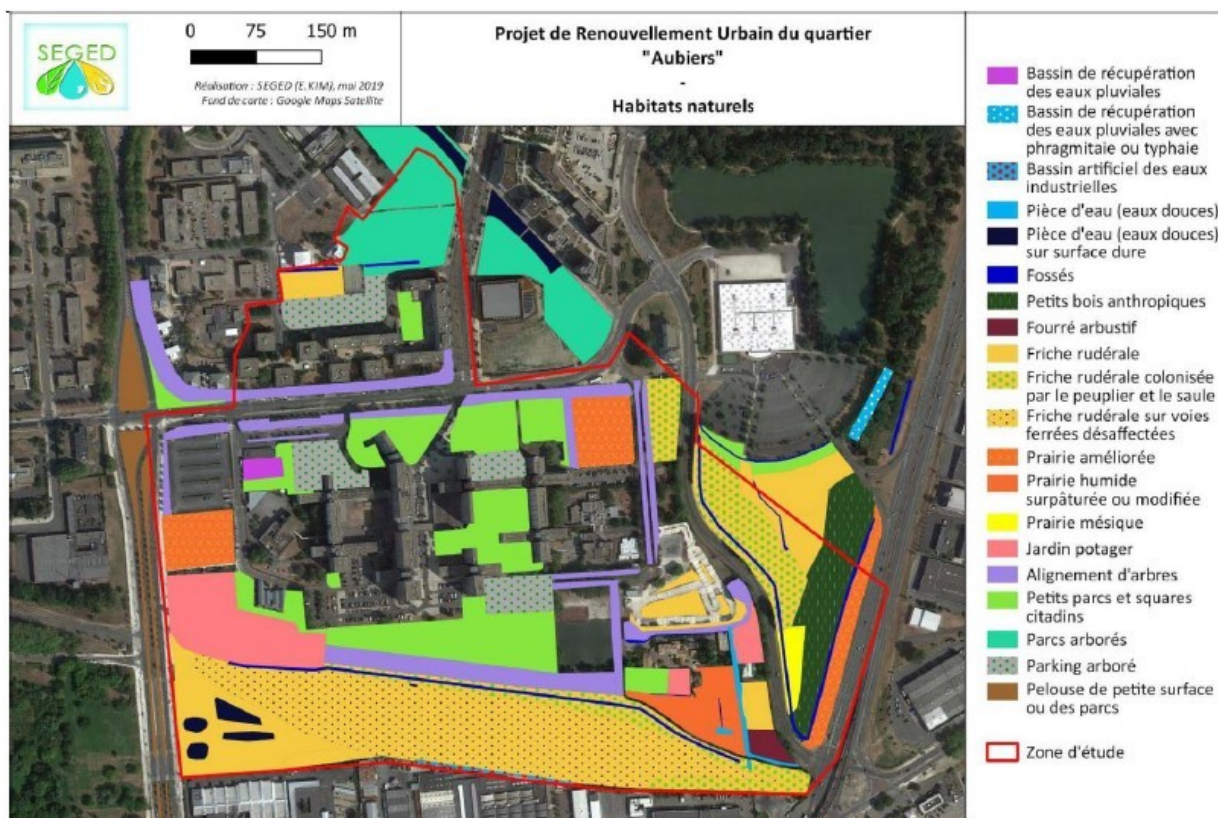 SEGED
0 75 150 m
Réalisation : SEGED (E.KIM), mai 2019
Fond de carte : Google Maps Satellite
Projet de Renouvellement Urbain du quartier
"Aubiers"
-
Habitats naturels
Bassin de récupération
des eaux pluviales
Bassin de récupération
des eaux pluviales avec
phragmitaie ou typhaie
Bassin artificiel des eaux
industrielles
Pièce d'eau (eaux douces)
Pièce d'eau (eaux douces)
sur surface dure
Fossés
Petits bois anthropiques
Fourré arbustif
Friche rudérale
Friche rudérale colonisée
par le peuplier et le saule
Friche rudérale sur voies
ferrées désaffectées
Prairie améliorée
Prairie humide
surpâturée ou modifiée
Prairie mésique
Jardin potager
Alignement d'arbres
Petits parcs et squares
citadins
Parcs arborés
Parking arboré
Pelouse de petite surface
ou des parcs
Zone d'étude